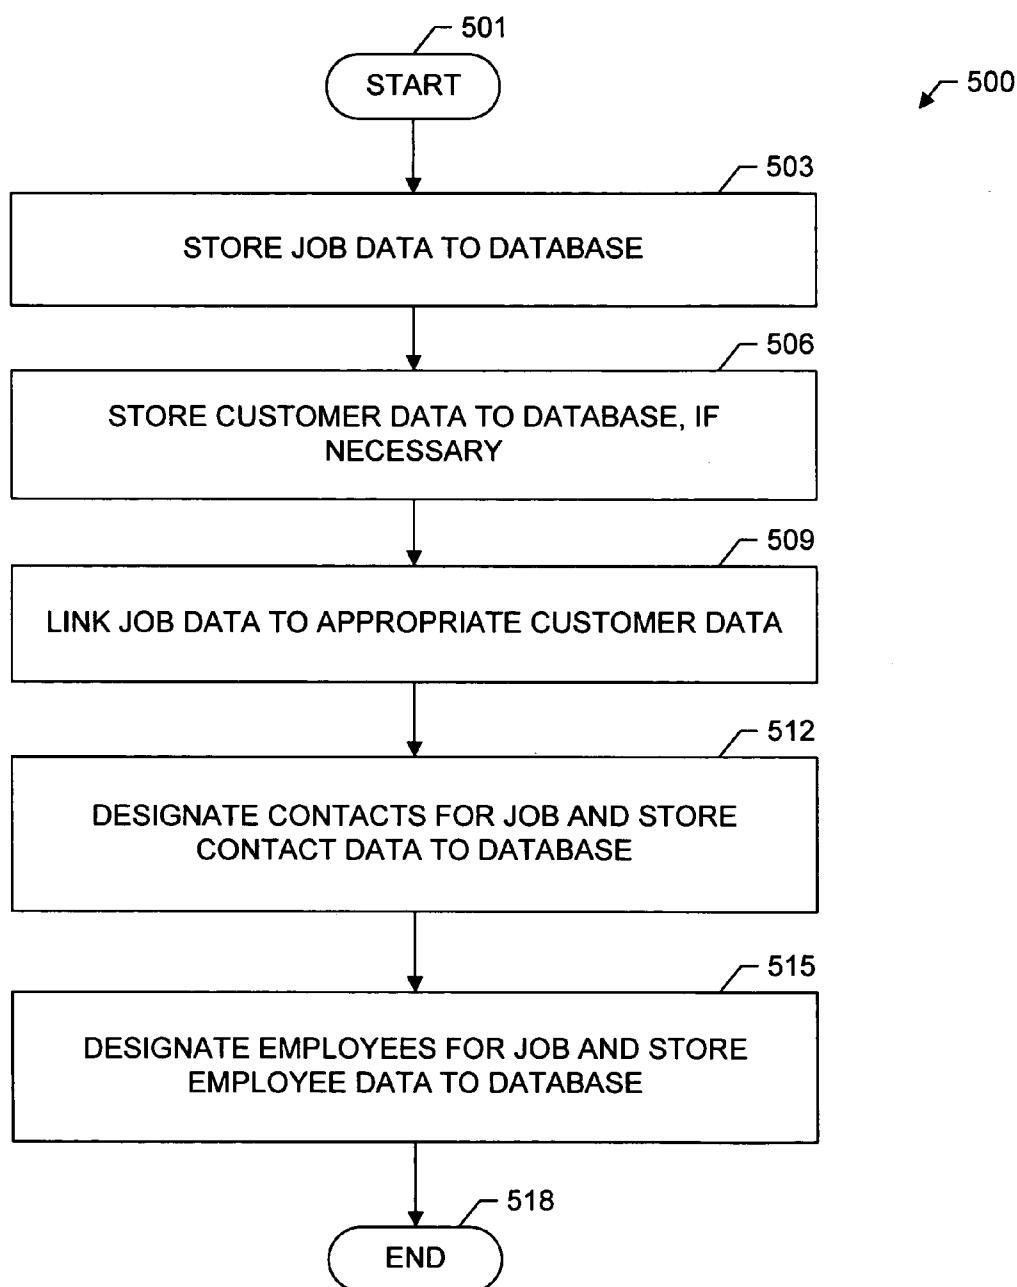 501
START
500
503
STORE JOB DATA TO DATABASE
506
STORE CUSTOMER DATA TO DATABASE, IF
NECESSARY
509
LINK JOB DATA TO APPROPRIATE CUSTOMER DATA
512
DESIGNATE CONTACTS FOR JOB AND STORE
CONTACT DATA TO DATABASE
515
DESIGNATE EMPLOYEES FOR JOB AND STORE
EMPLOYEE DATA TO DATABASE
518
END